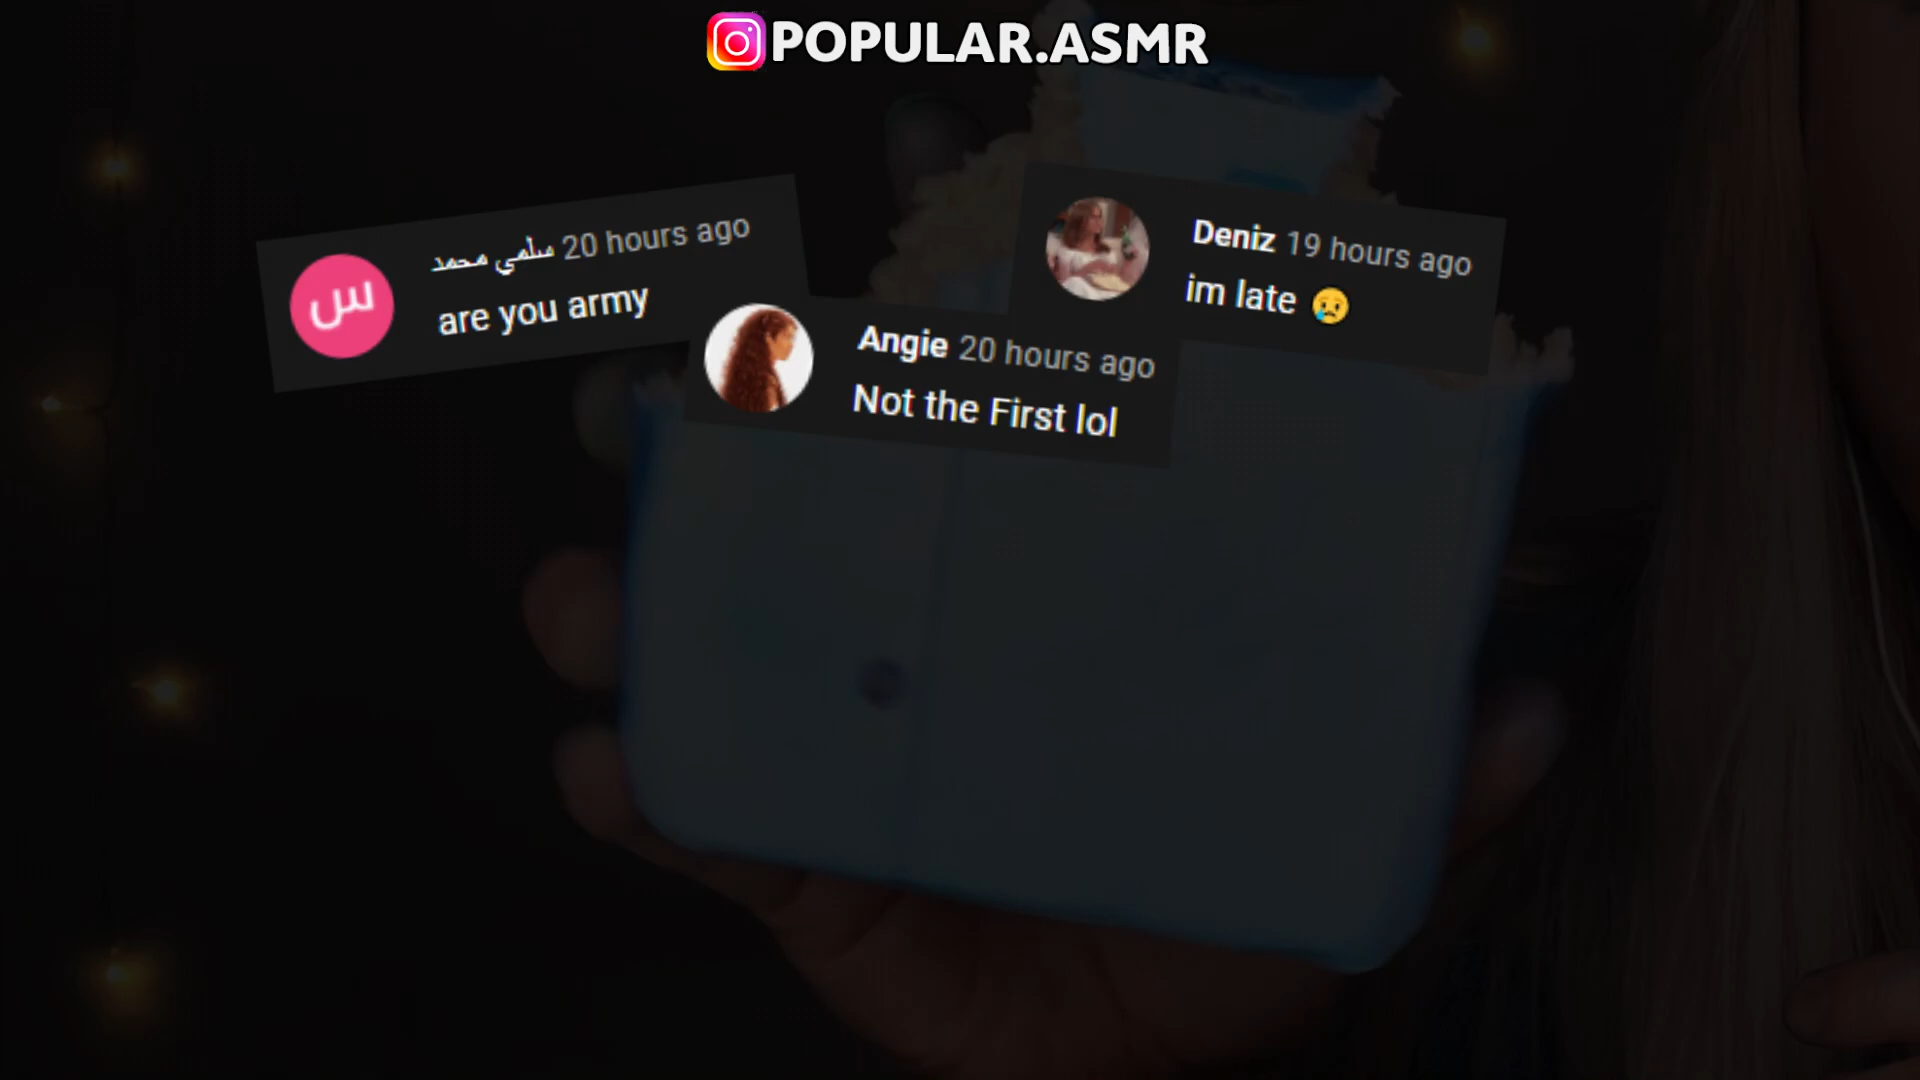 POPULAR.ASMR
سلمي محمد 20 hours ago
are you army
س
Deniz 19 hours ago
im late 😢
Angie 20 hours ago
Not the First lol